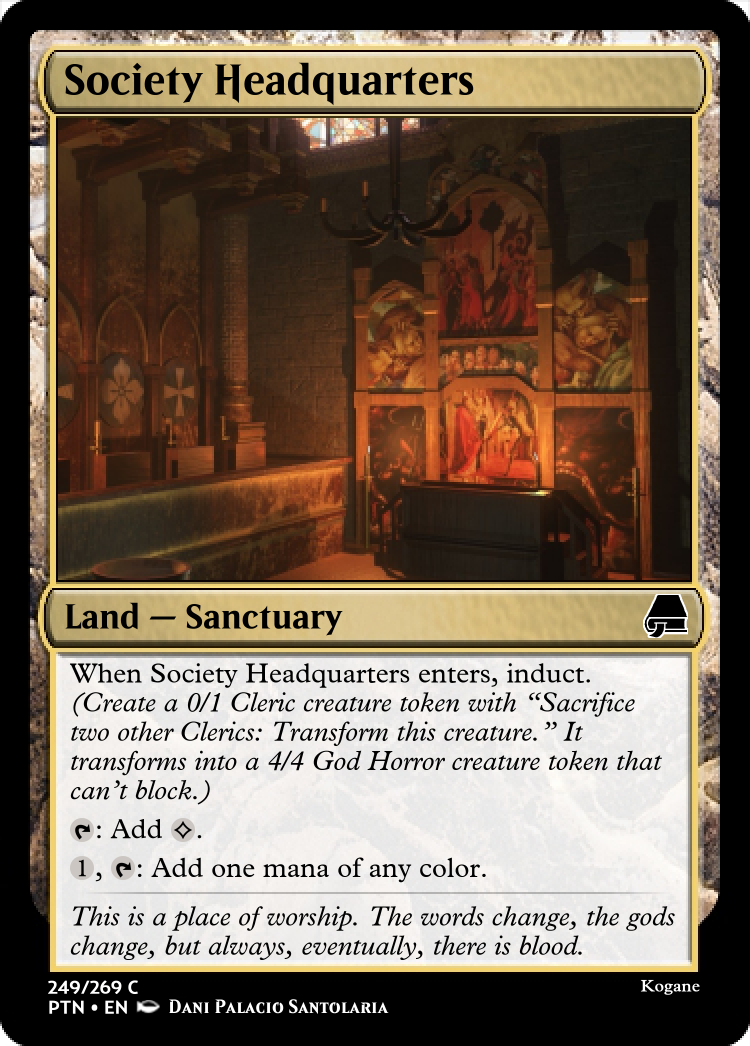 Society Headquarters
Land — Sanctuary
When Society Headquarters enters, induct.
(Create a 0/1 Cleric creature token with “Sacrifice
two other Clerics: Transform this creature.” It
transforms into a 4/4 God Horror creature token that
can’t block.)
: Add .
1, : Add one mana of any color.
This is a place of worship. The words change, the gods
change, but always, eventually, there is blood.
249/269 C
Kogane
PTN • EN Dani Palacio Santolaria